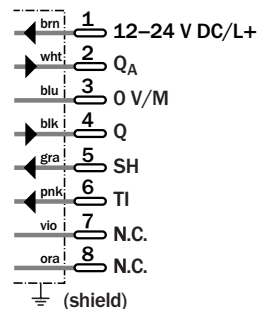 brn 1 12–24 V DC/L+
wht 2 QA
blu 3 0 V/M
blk 4 Q
gra 5 SH
pnk 6 TI
vio 7 N.C.
ora 8 N.C.
(shield)